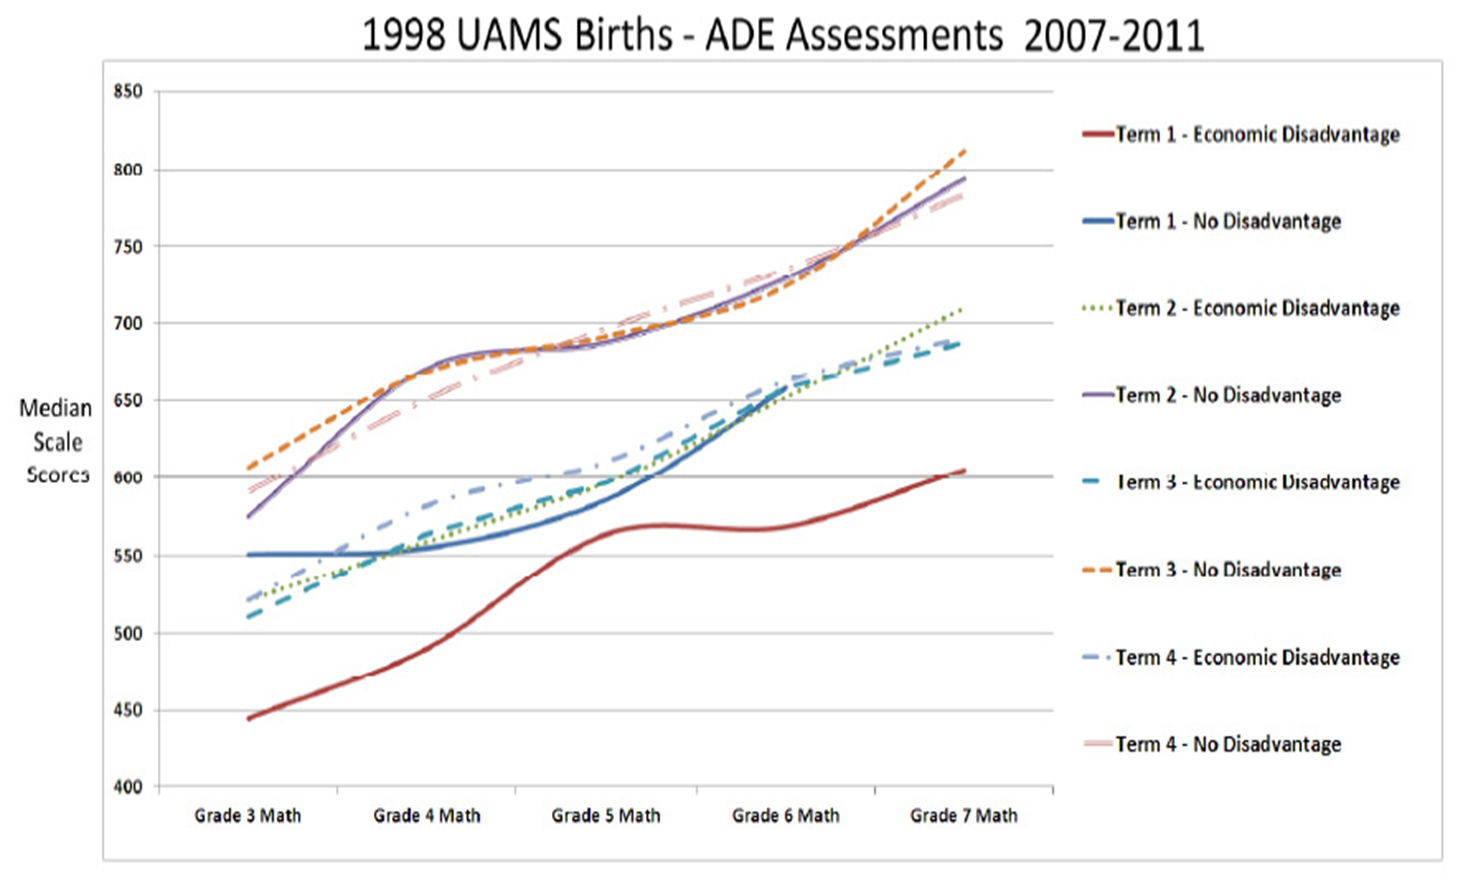 1998 UAMS Births - ADE Assessments 2007-2011
850
800
750
700
650
600
550
500
450
400
Median
Scale
Scores
Grade 3 Math
Grade 4 Math
Grade 5 Math
Grade 6 Math
Grade 7 Math
Term 1 - Economic Disadvantage
Term 1 - No Disadvantage
Term 2 - Economic Disadvantage
Term 2 - No Disadvantage
Term 3 - Economic Disadvantage
Term 3 - No Disadvantage
Term 4 - Economic Disadvantage
Term 4 - No Disadvantage